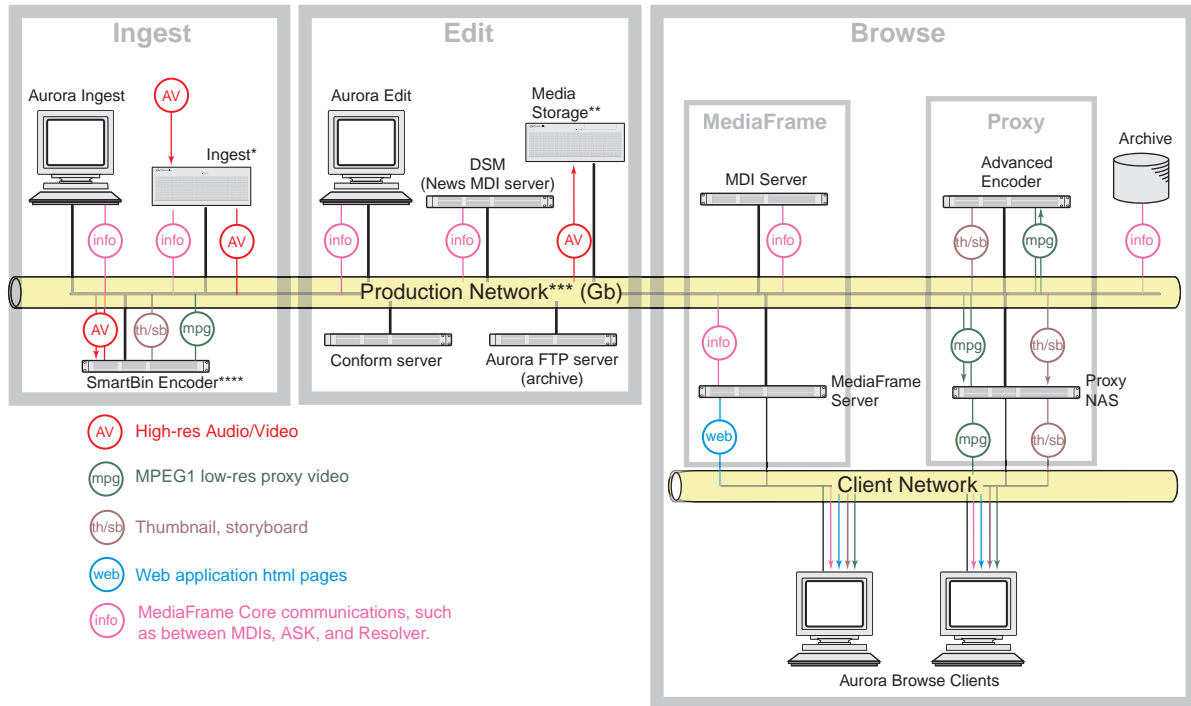 Ingest
Edit
Browse
Aurora Ingest
AV
Ingest*
info
info
AV
Aurora Edit
Media
Storage**
DSM
(News MDI server)
info
info
AV
MediaFrame
MDI Server
info
Proxy
Advanced
Encoder
th/sb
mpg
Archive
info
Production Network*** (Gb)
AV
th/sb
mpg
SmartBin Encoder****
Conform server
Aurora FTP server
(archive)
info
MediaFrame
Server
web
mpg
th/sb
Proxy
NAS
mpg
th/sb
Client Network
Aurora Browse Clients
AV
High-res Audio/Video
mpg
MPEG1 low-res proxy video
th/sb
Thumbnail, storyboard
web
Web application html pages
info
MediaFrame Core communications, such
as between MDIs, ASK, and Resolver.